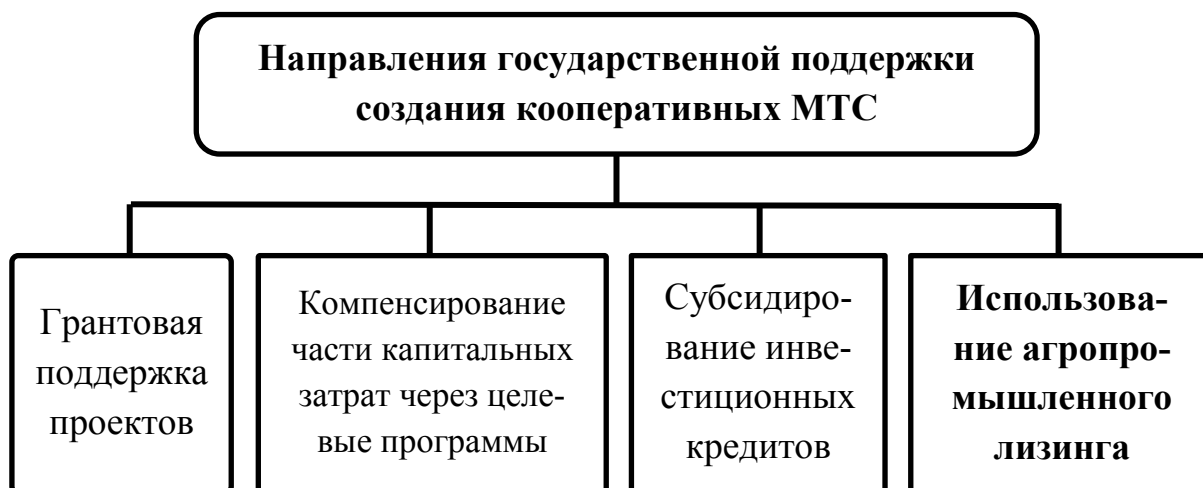 Направления государственной поддержки
создания кооперативных МТС
Грантовая
поддержка
проектов
Компенсирование
части капитальных
затрат через целе-
вые программы
Субсидиро-
вание инве-
стиционных
кредитов
Использова-
ние агропро-
мышленного
лизинга